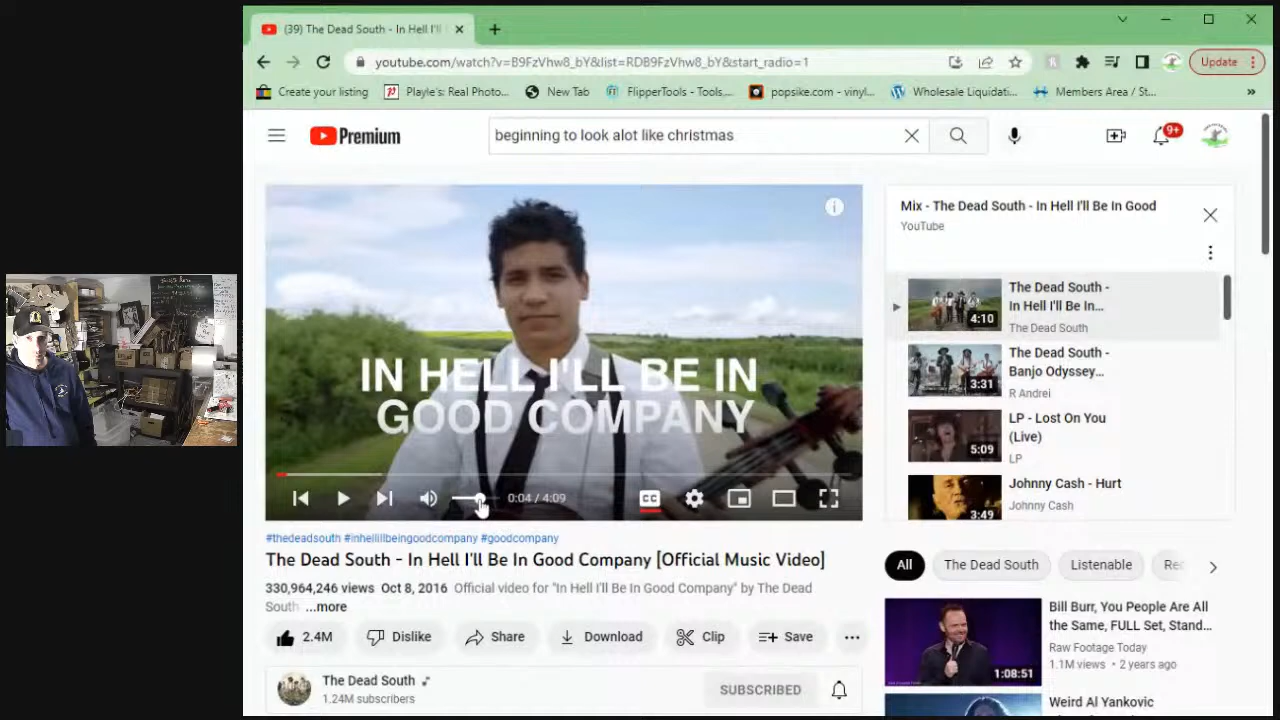 (39) The Dead South - In Hell I'll
youtube.com/watch?v=B9FzVhw8_bY&list=RDB9FzVhw8_bY&start_radio=1
Update
Create your listing
Playle's: Real Photo...
New Tab
FlipperTools - Tools,...
popsike.com - vinyl...
Wholesale Liquidati...
Members Area / St...
»
Premium
beginning to look alot like christmas
9+
IN HELL I'LL BE IN
GOOD COMPANY
0:04 / 4:09
CC
#thedeadsouth #inhellillbeingoodcompany #goodcompany
The Dead South - In Hell I'll Be In Good Company [Official Music Video]
330,964,246 views Oct 8, 2016 Official video for "In Hell I'll Be In Good Company" by The Dead
South ...more
2.4M
Dislike
Share
Download
Clip
Save
The Dead South
1.24M subscribers
SUBSCRIBED
Mix - The Dead South - In Hell I'll Be In Good
YouTube
The Dead South -
In Hell I'll Be In...
The Dead South
4:10
The Dead South -
Banjo Odyssey...
R Andrei
3:31
LP - Lost On You
(Live)
LP
5:09
Johnny Cash - Hurt
Johnny Cash
3:49
All
The Dead South
Listenable
Bill Burr, You People Are All
the Same, FULL Set, Stand...
Raw Footage Today
1.1M views • 2 years ago
1:08:51
Weird Al Yankovic